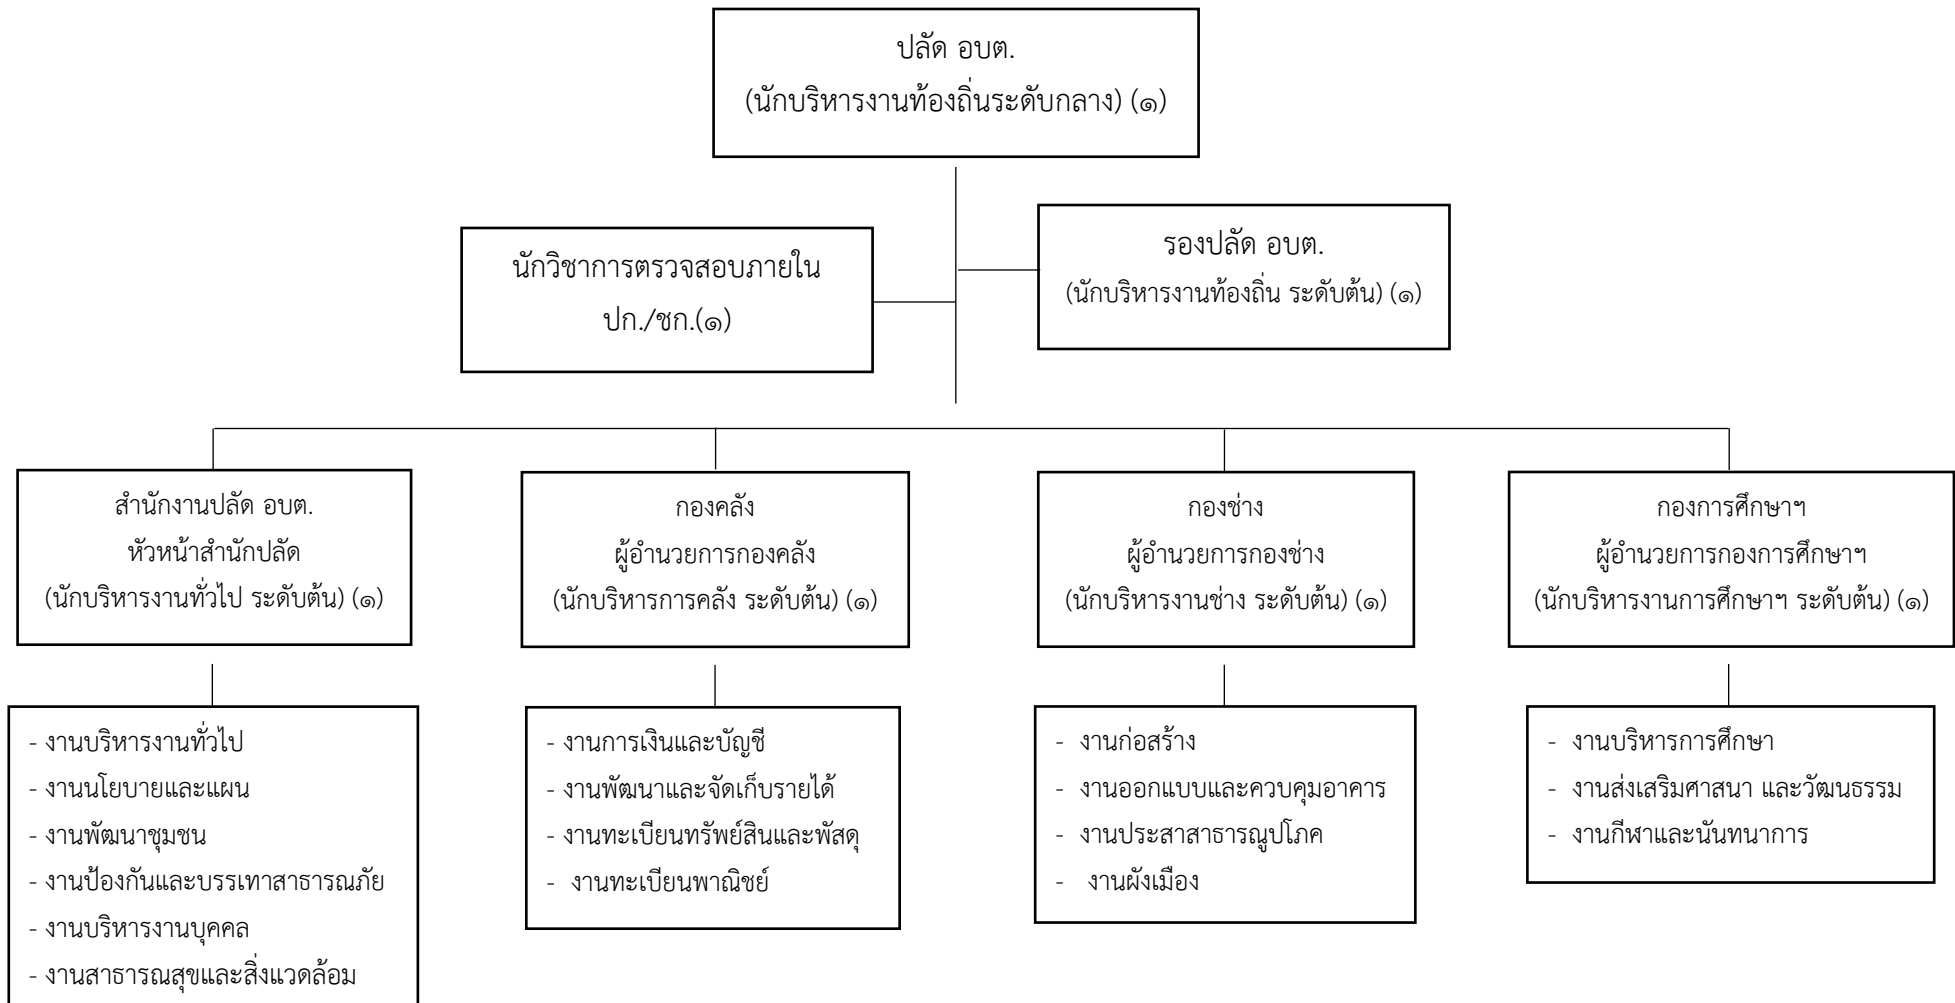 ปลัด อบต.
(นักบริหารงานท้องถิ่นระดับกลาง) (๑)
รองปลัด อบต.
(นักบริหารงานท้องถิ่น ระดับต้น) (๑)
นักวิชาการตรวจสอบภายใน
ปก./ชก.(๑)
สำนักงานปลัด อบต.
หัวหน้าสำนักปลัด
(นักบริหารงานทั่วไป ระดับต้น) (๑)
กองคลัง
ผู้อำนวยการกองคลัง
(นักบริหารการคลัง ระดับต้น) (๑)
กองช่าง
ผู้อำนวยการกองช่าง
(นักบริหารงานช่าง ระดับต้น) (๑)
กองการศึกษาฯ
ผู้อำนวยการกองการศึกษาฯ
(นักบริหารงานการศึกษาฯ ระดับต้น) (๑)
- งานบริหารงานทั่วไป
- งานนโยบายและแผน
- งานพัฒนาชุมชน
- งานป้องกันและบรรเทาสาธารณภัย
- งานบริหารงานบุคคล
- งานสาธารณสุขและสิ่งแวดล้อม
- งานการเงินและบัญชี
- งานพัฒนาและจัดเก็บรายได้
- งานทะเบียนทรัพย์สินและพัสดุ
- งานทะเบียนพาณิชย์
- งานก่อสร้าง
- งานออกแบบและควบคุมอาคาร
- งานประสาสาธารณูปโภค
- งานผังเมือง
- งานบริหารการศึกษา
- งานส่งเสริมศาสนา และวัฒนธรรม
- งานกีฬาและนันทนาการ